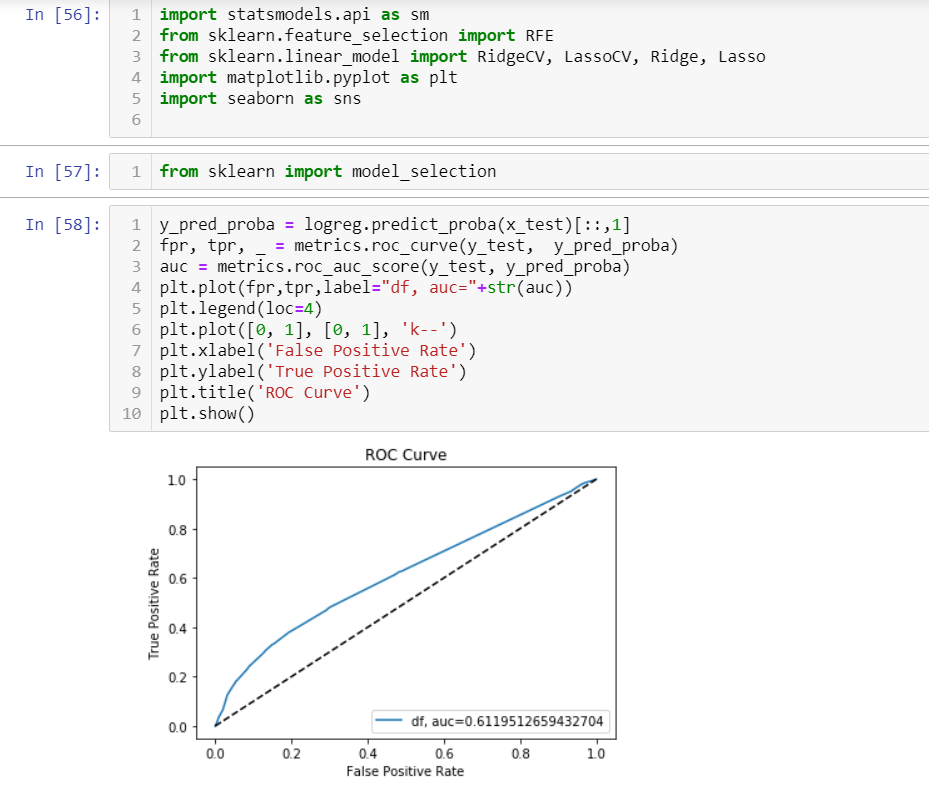 In [56]:
1 import statsmodels.api as sm
2 from sklearn.feature_selection import RFE
3 from sklearn.linear_model import RidgeCV, LassoCV, Ridge, Lasso
4 import matplotlib.pyplot as plt
5 import seaborn as sns
6
In [57]:
1 from sklearn import model_selection
In [58]:
1 y_pred_proba = logreg.predict_proba(x_test)[::,1]
2 fpr, tpr, _ = metrics.roc_curve(y_test,  y_pred_proba)
3 auc = metrics.roc_auc_score(y_test, y_pred_proba)
4 plt.plot(fpr,tpr,label="df, auc="+str(auc))
5 plt.legend(loc=4)
6 plt.plot([0, 1], [0, 1], 'k--')
7 plt.xlabel('False Positive Rate')
8 plt.ylabel('True Positive Rate')
9 plt.title('ROC Curve')
10 plt.show()
ROC Curve
1.0
0.8
0.6
0.4
0.2
0.0
True Positive Rate
df, auc=0.6119512659432704
0.0 0.2 0.4 0.6 0.8 1.0
False Positive Rate